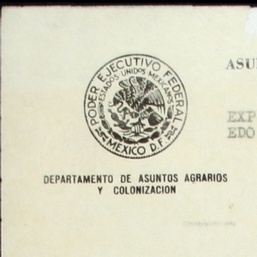 PODER EJECUTIVO FEDERAL
ESTADOS UNIDOS MEXICANOS
MEXICO D.F.
ASU
EXP
EDO
DEPARTAMENTO DE ASUNTOS AGRARIOS
Y COLONIZACION